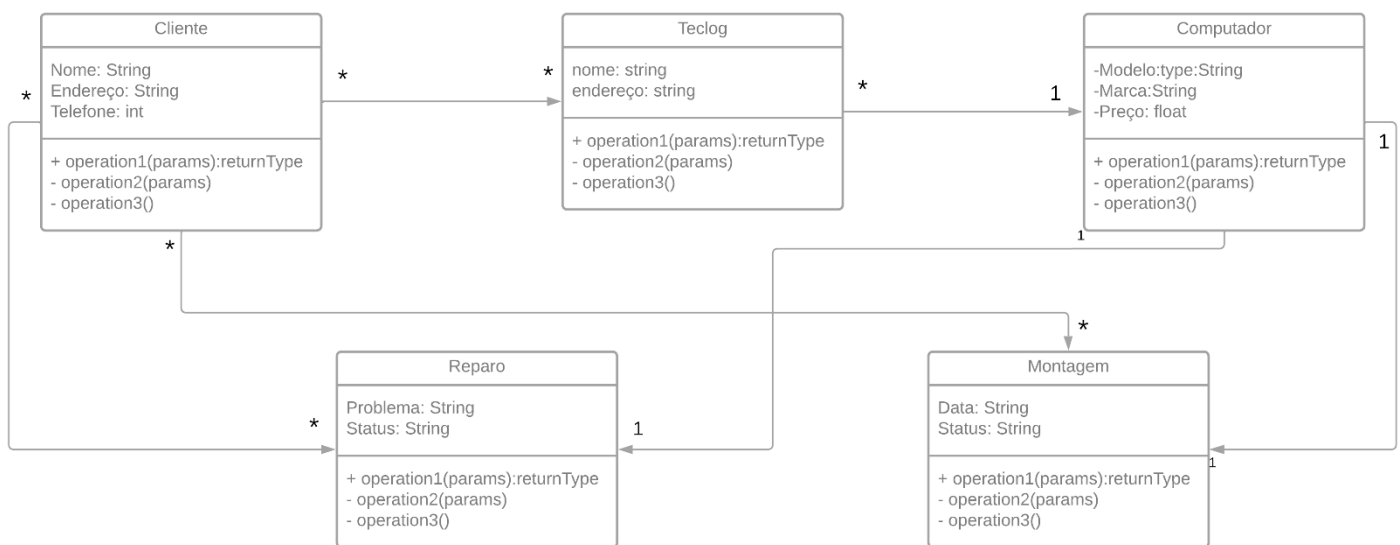 Cliente
Nome: String
Endereço: String
Telefone: int
+ operation1(params):returnType
- operation2(params)
- operation3()
*
*
*
*
Teclog
nome: string
endereço: string
+ operation1(params):returnType
- operation2(params)
- operation3()
*
1
Computador
-Modelo:type:String
-Marca:String
-Preço: float
+ operation1(params):returnType
- operation2(params)
- operation3()
1
1
*
Reparo
Problema: String
Status: String
+ operation1(params):returnType
- operation2(params)
- operation3()
*
1
Montagem
Data: String
Status: String
+ operation1(params):returnType
- operation2(params)
- operation3()
1